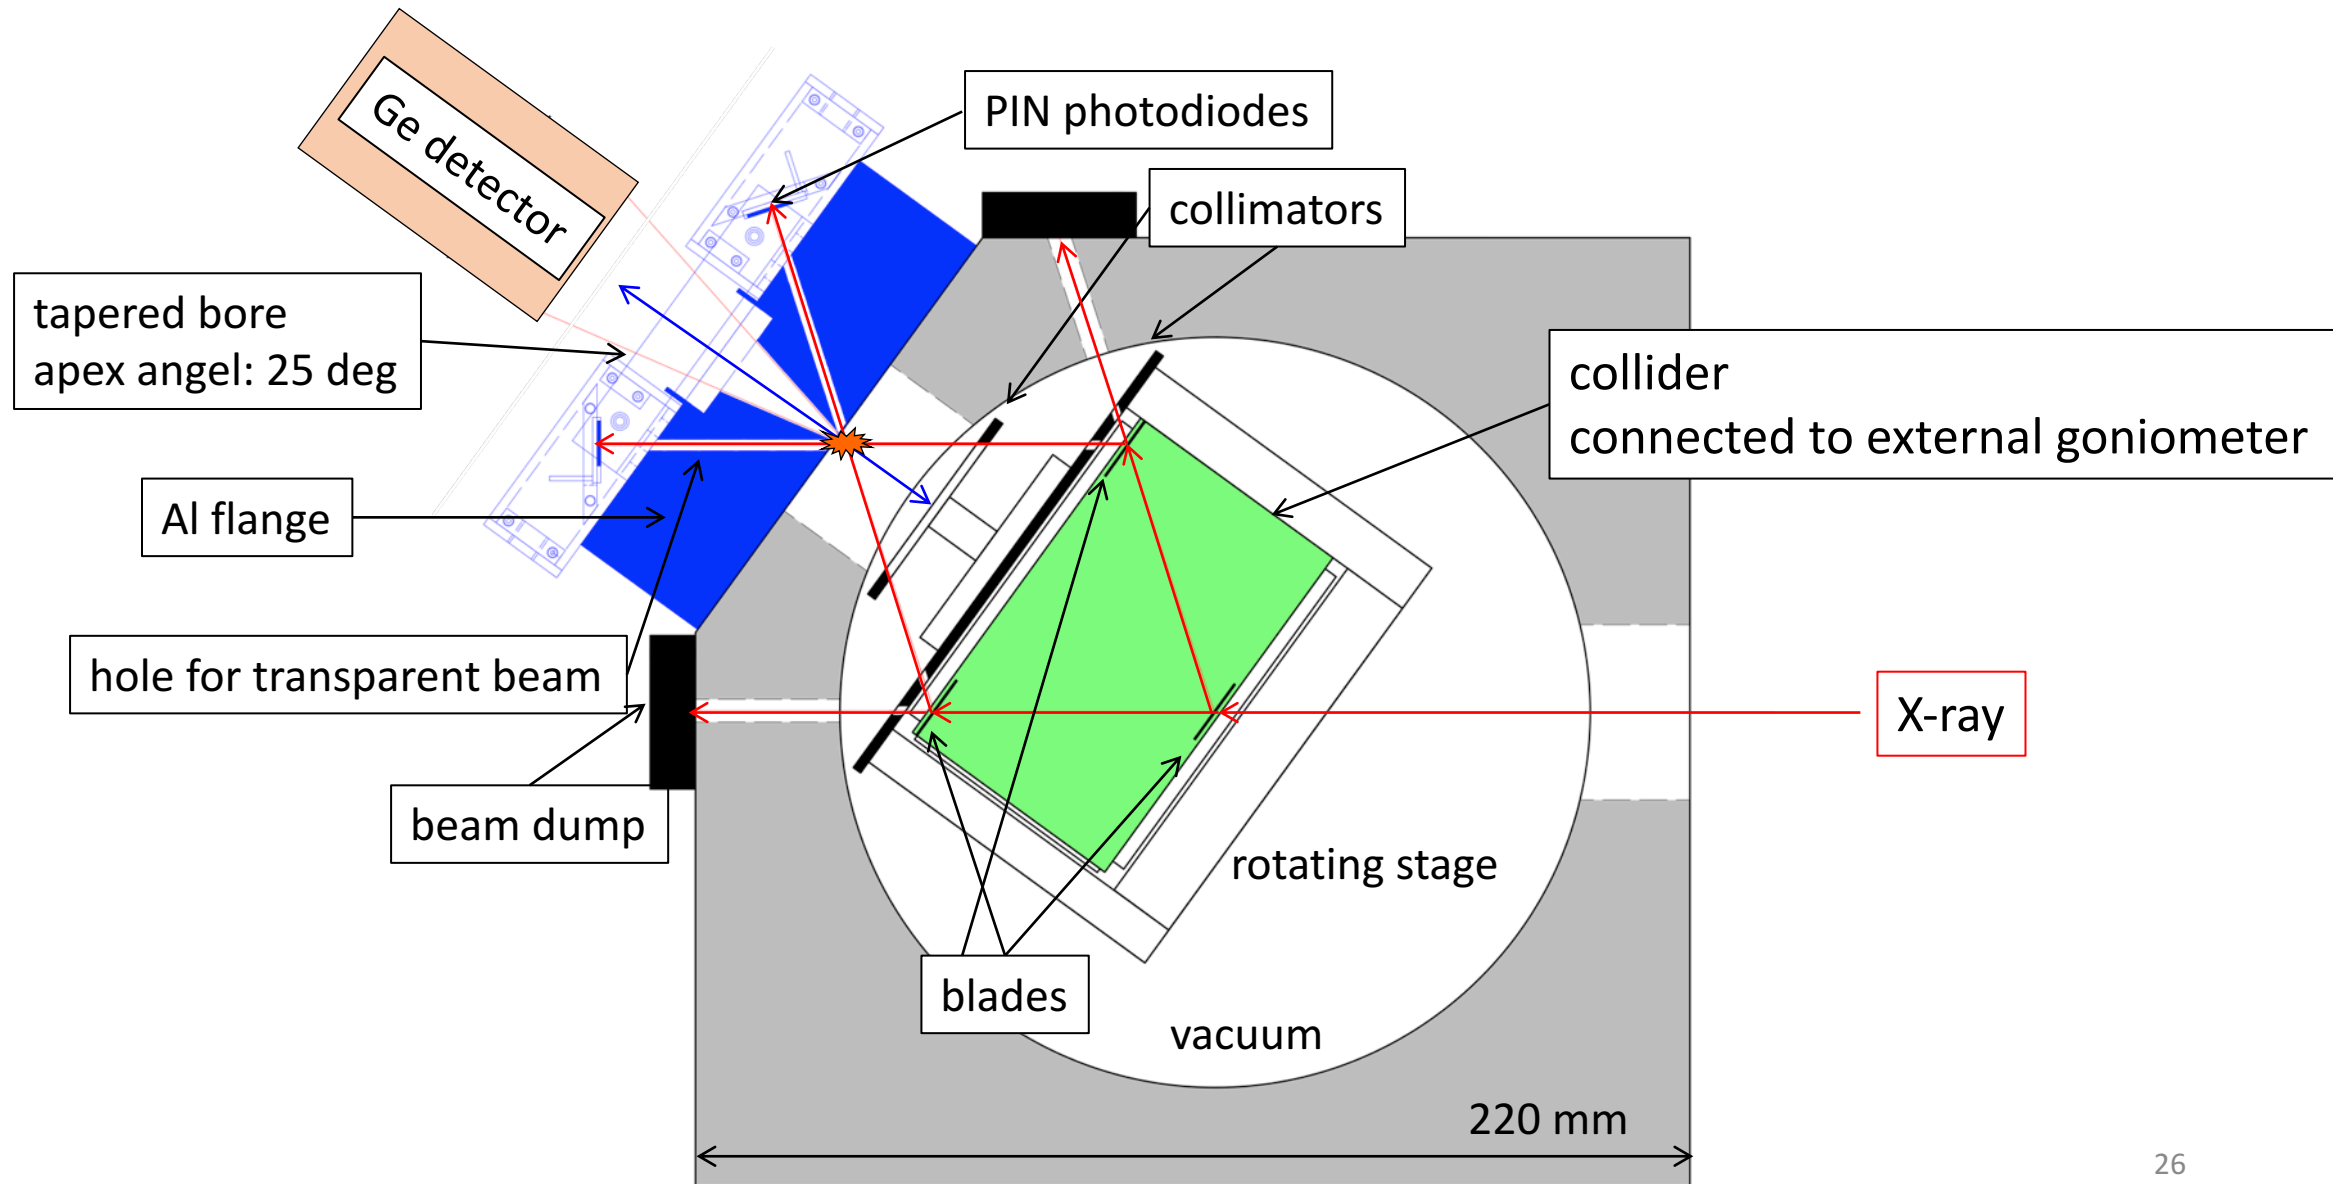 Ge detector
PIN photodiodes
collimators
tapered bore
apex angel: 25 deg
collider
connected to external goniometer
Al flange
hole for transparent beam
X-ray
beam dump
rotating stage
blades
vacuum
220 mm
26